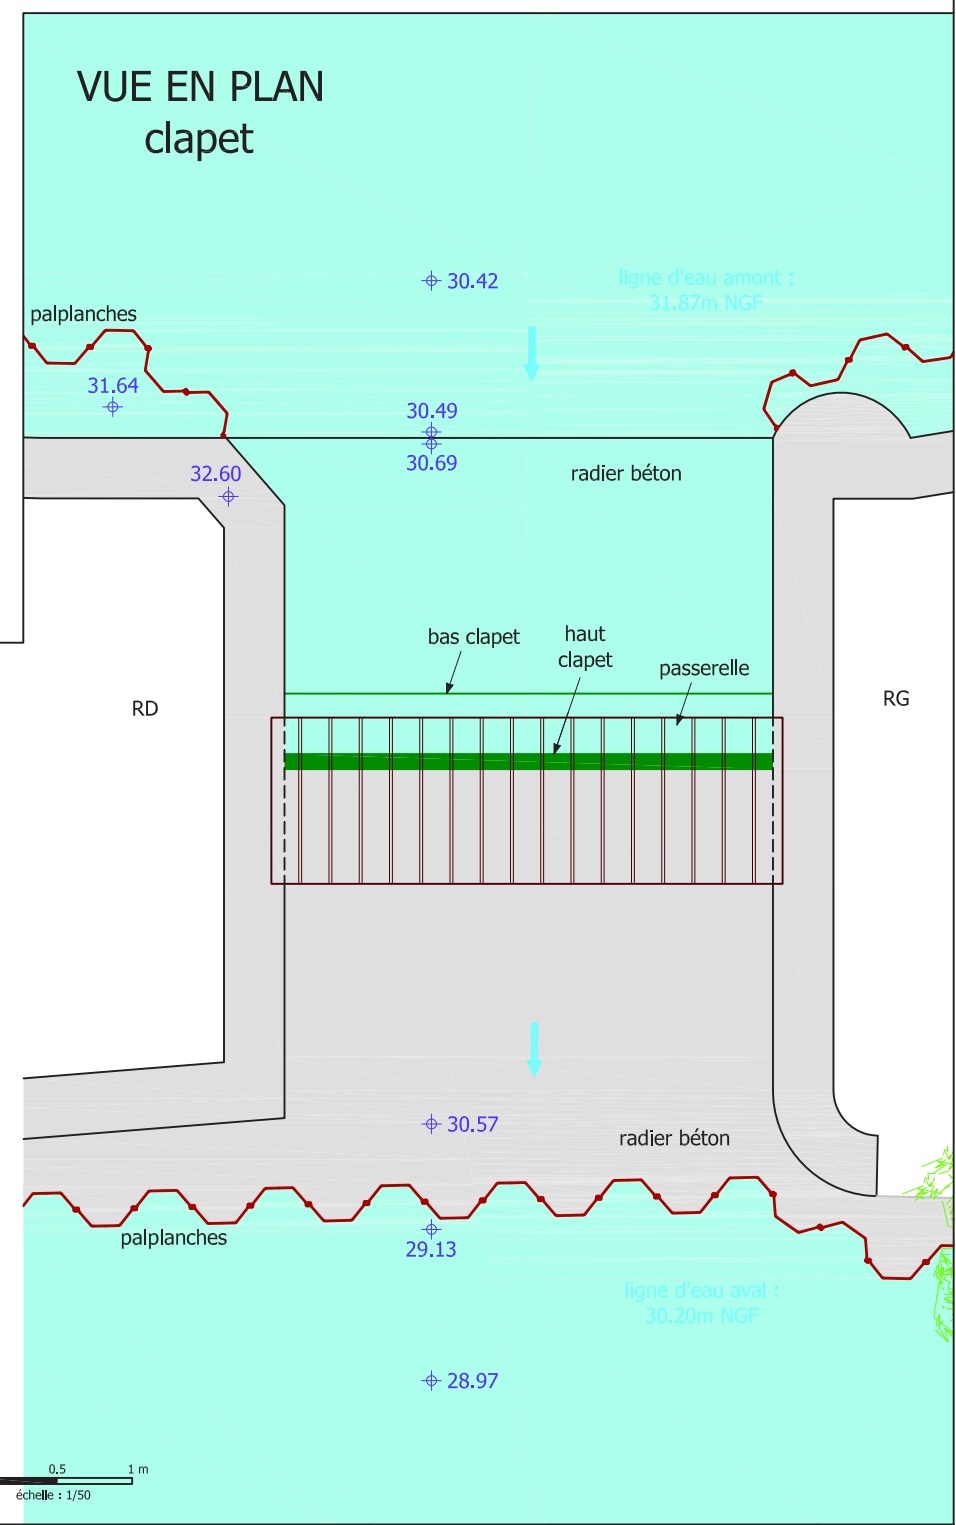 VUE EN PLAN
clapet
30.42
ligne d'eau amont :
31.87m NGF
palplanches
31.64
30.49
30.69
32.60
radier béton
bas clapet
haut
clapet
passerelle
RD
RG
30.57
radier béton
palplanches
29.13
ligne d'eau aval :
30.20m NGF
28.97
0.5
1 m
échelle : 1/50